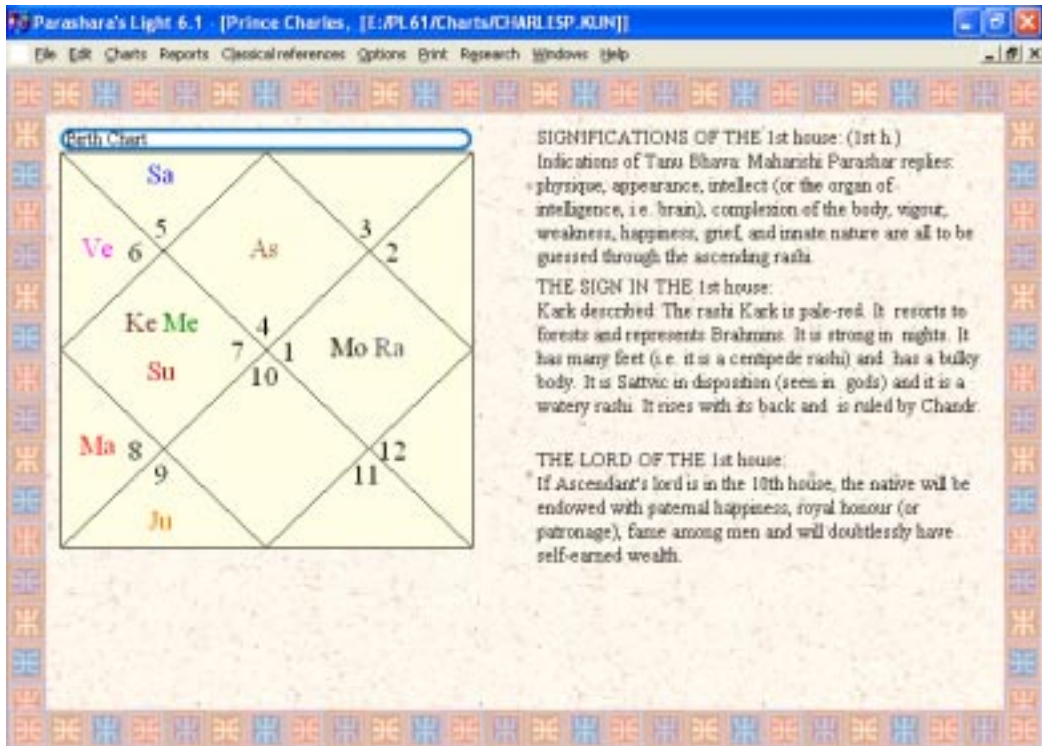 Parashara's Light 6.1 - [Prince Charles, [E:/PL61/Charts/CHARLESP.KUN]]
File Edit Charts Reports Classical references Options Print Research Windows Help
Birth Chart
Sa
5
3
Ve 6
As
2
Ke Me
4
7
1
Mo Ra
Su
10
Ma 8
12
9
11
Ju
SIGNIFICATIONS OF THE 1st house: (1st h.)
Indications of Tanu Bhava: Maharishi Parashar replies:
physique, appearance, intellect (or the organ of
intelligence, i.e. brain), complexion of the body, vigour,
weakness, happiness, grief, and innate nature are all to be
guessed through the ascending rashi.
THE SIGN IN THE 1st house:
Kark described. The rashi Kark is pale-red. It resorts to
forests and represents Brahmins. It is strong in nights. It
has many feet (i.e. it is a centipede rashi) and has a bulky
body. It is Sattvic in disposition (seen in gods) and it is a
watery rashi. It rises with its back and is ruled by Chandr.
THE LORD OF THE 1st house:
If Ascendant's lord is in the 10th house, the native will be
endowed with paternal happiness, royal honour (or
patronage), fame among men and will doubtlessly have
self-earned wealth.